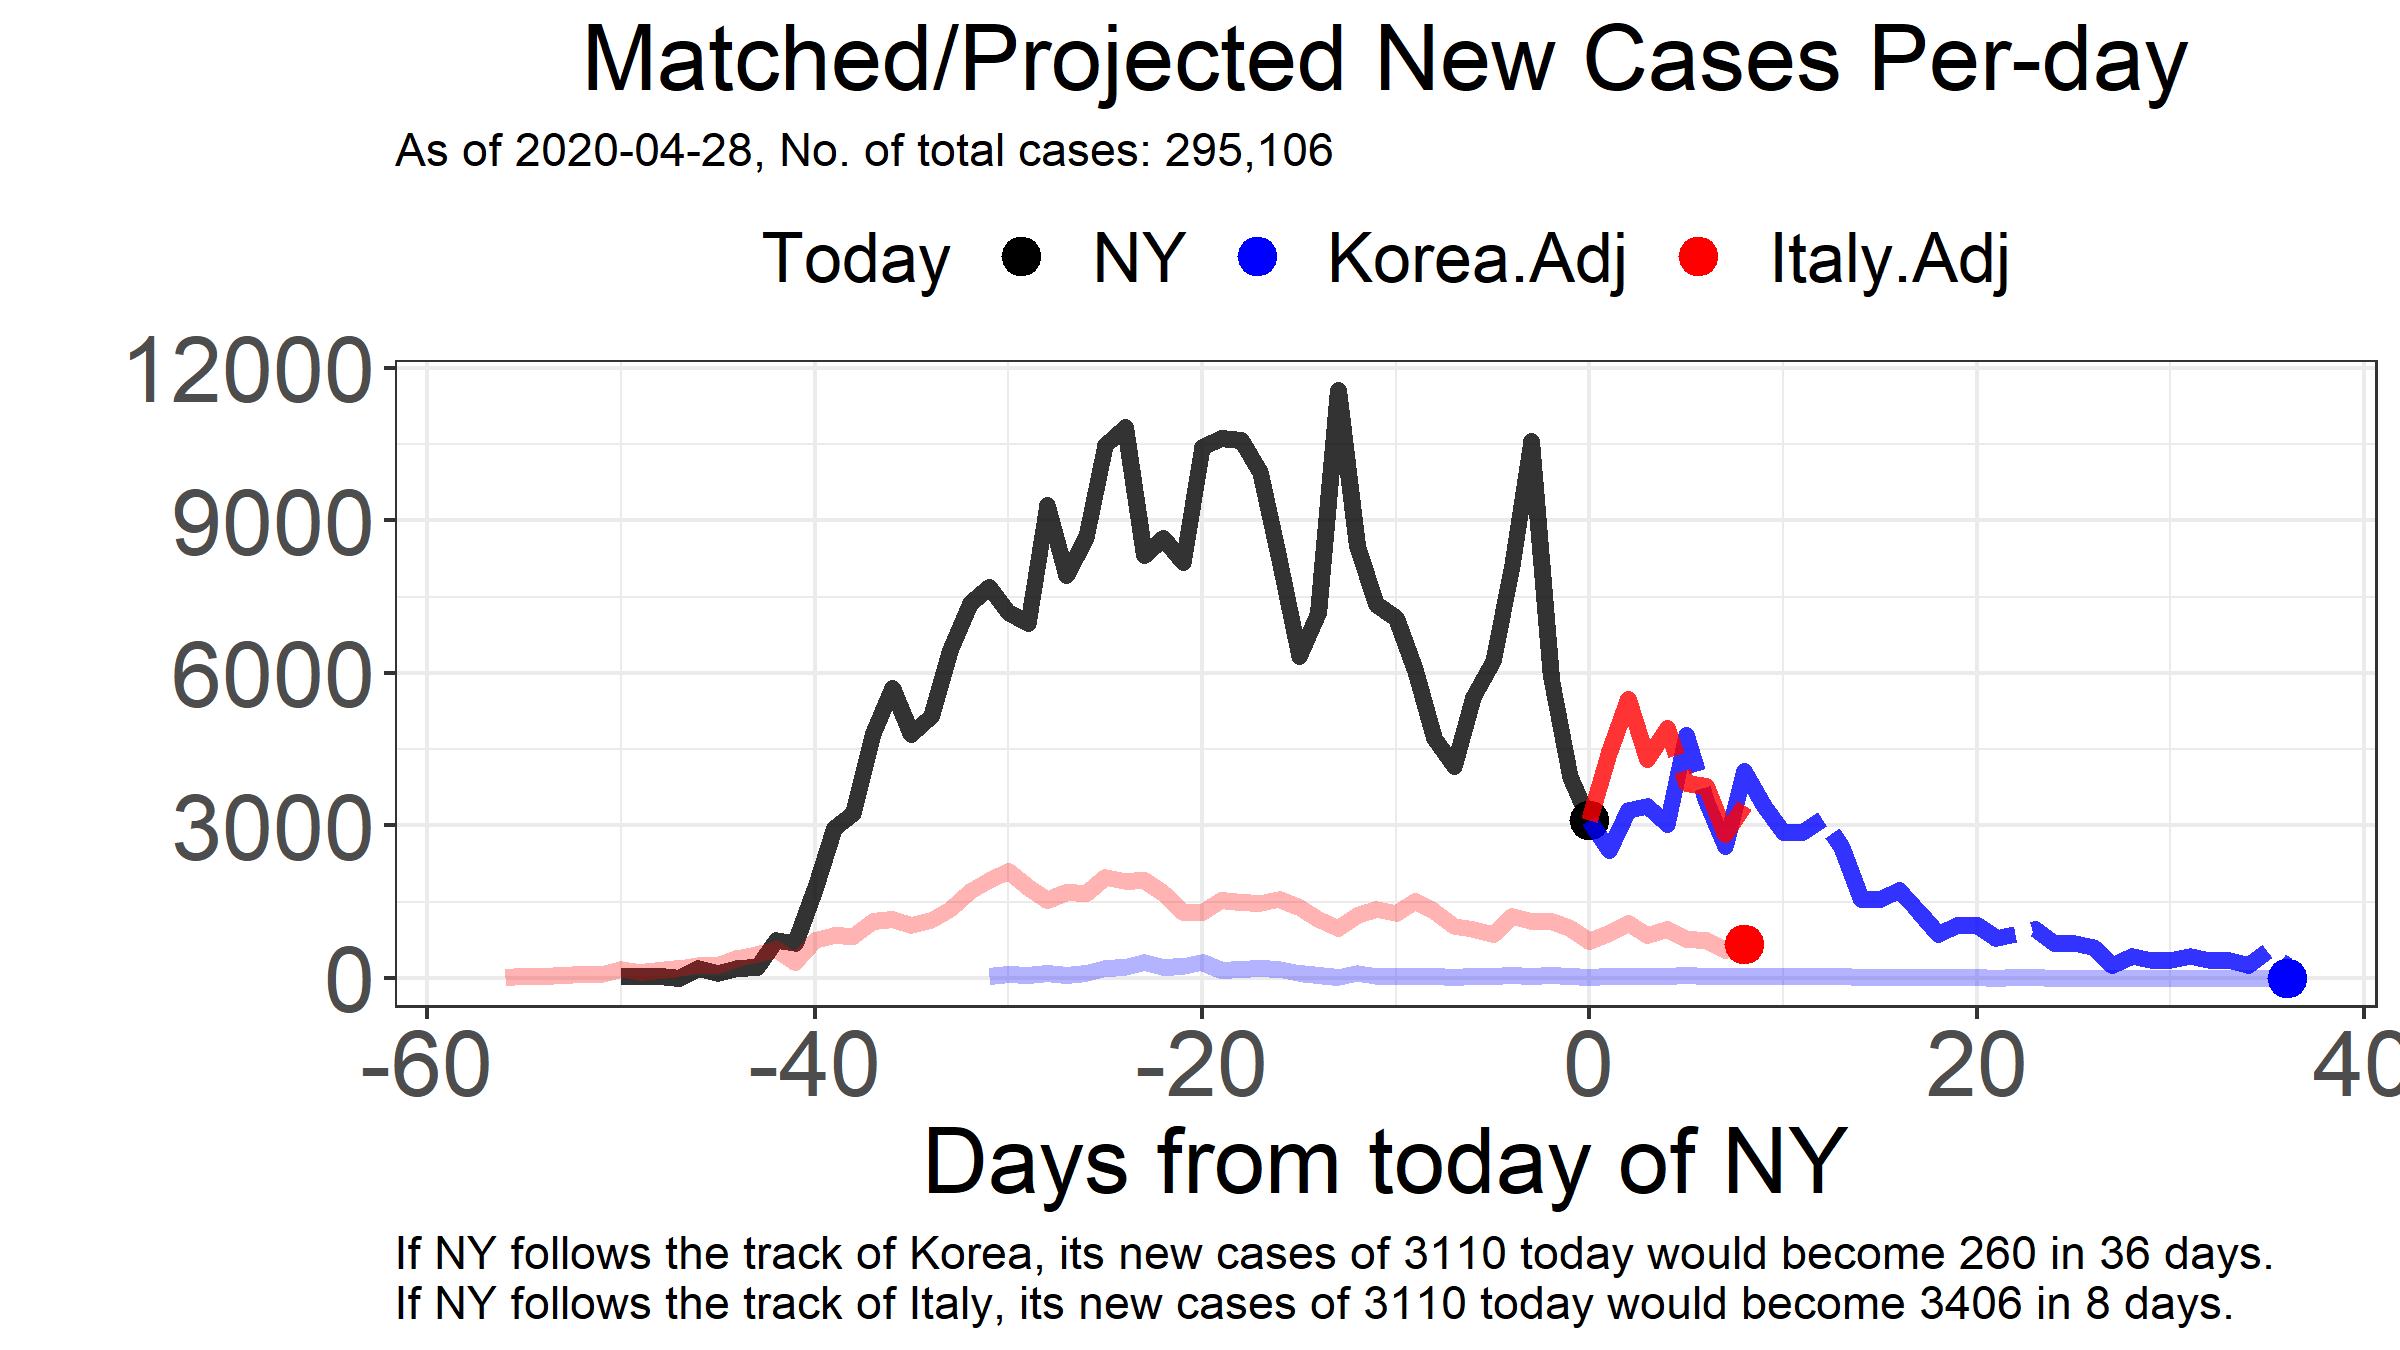 Matched/Projected New Cases Per-day
As of 2020-04-28, No. of total cases: 295,106
Today NY Korea.Adj Italy.Adj
12000
9000
6000
3000
0
-60 -40 -20 0 20 40
Days from today of NY
If NY follows the track of Korea, its new cases of 3110 today would become 260 in 36 days.
If NY follows the track of Italy, its new cases of 3110 today would become 3406 in 8 days.